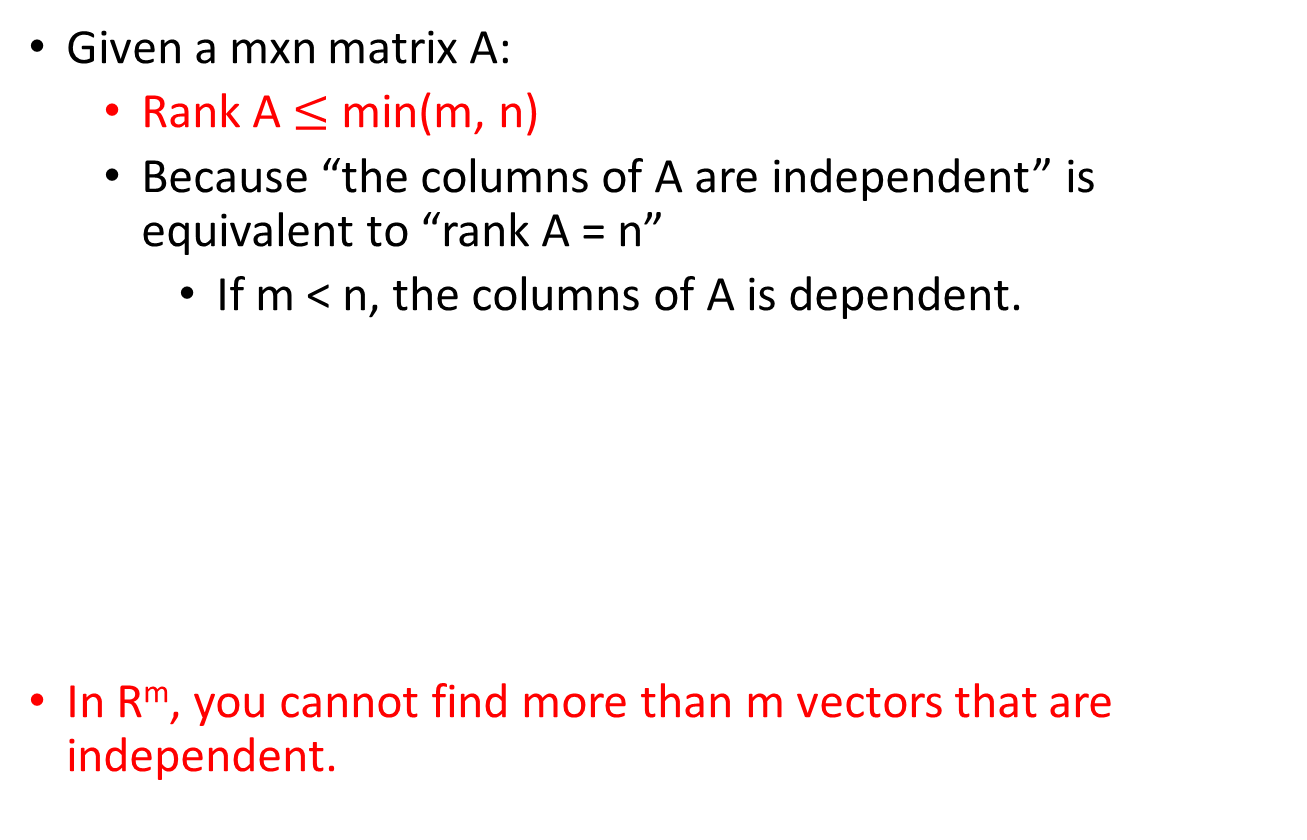 • Given a mxn matrix A:
• Rank A ≤ min(m, n)
• Because “the columns of A are independent” is
equivalent to “rank A = n”
• If m < n, the columns of A is dependent.
• In Rᵐ, you cannot find more than m vectors that are
independent.